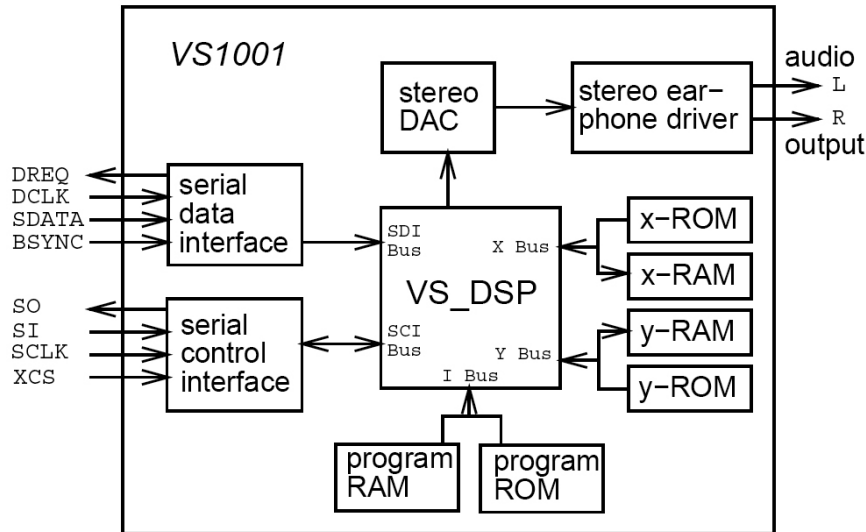 VS1001
audio
L
R
output
stereo
DAC
stereo ear-
phone driver
DREQ
DCLK
SDATA
BSYNC
serial
data
interface
SDI
Bus
X Bus
x-ROM
x-RAM
VS_DSP
SO
SI
SCLK
XCS
serial
control
interface
SCI
Bus
Y Bus
I Bus
y-RAM
y-ROM
program
RAM
program
ROM